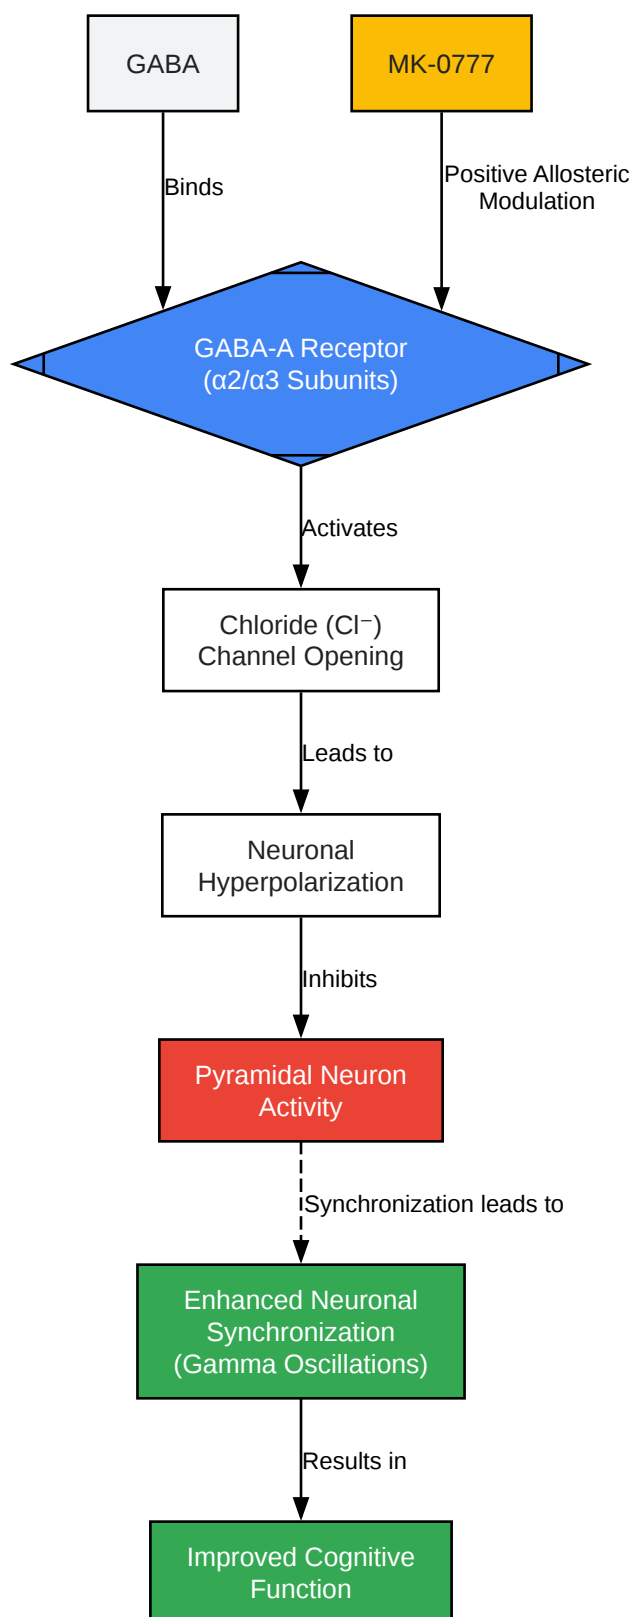 GABA
MK-0777
Binds
Positive Allosteric
Modulation
GABA-A Receptor
(α2/α3 Subunits)
Activates
Chloride (Cl⁻)
Channel Opening
Leads to
Neuronal
Hyperpolarization
Inhibits
Pyramidal Neuron
Activity
Synchronization leads to
Enhanced Neuronal
Synchronization
(Gamma Oscillations)
Results in
Improved Cognitive
Function